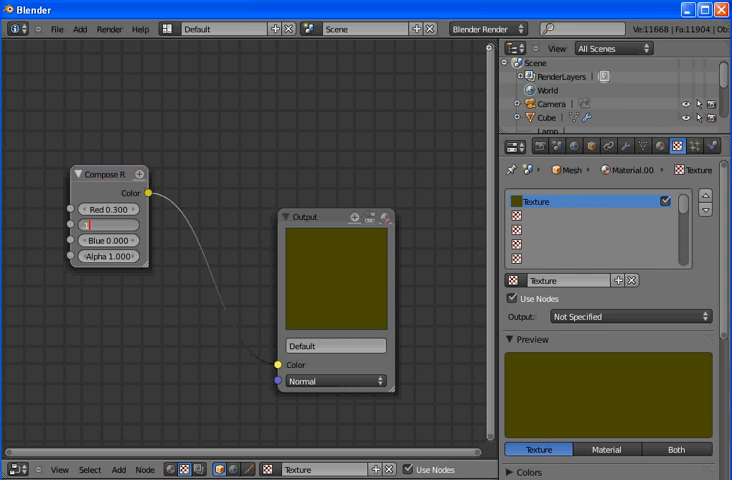 Blender
File Add Render Help Default Scene Blender Render Ve:11668 | Fa:11904 | Ob:
View All Scenes
Scene
RenderLayers
World
Camera
Cube
Lamp
Mesh Material.00 Texture
Texture
Texture
Use Nodes
Output: Not Specified
Preview
Texture Material Both
Colors
Compose R
Color
Red 0.300
Blue 0.000
Alpha 1.000
Output
Default
Color
Normal
View Select Add Node Texture Use Nodes